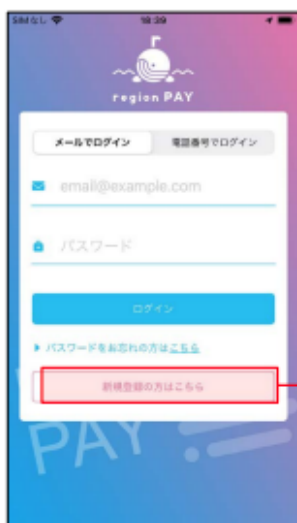 SIMなし 18:39
region PAY
メールでログイン 電話番号でログイン
email@example.com
パスワード
ログイン
パスワードをお忘れの方はこちら
新規登録の方はこちら
PAY